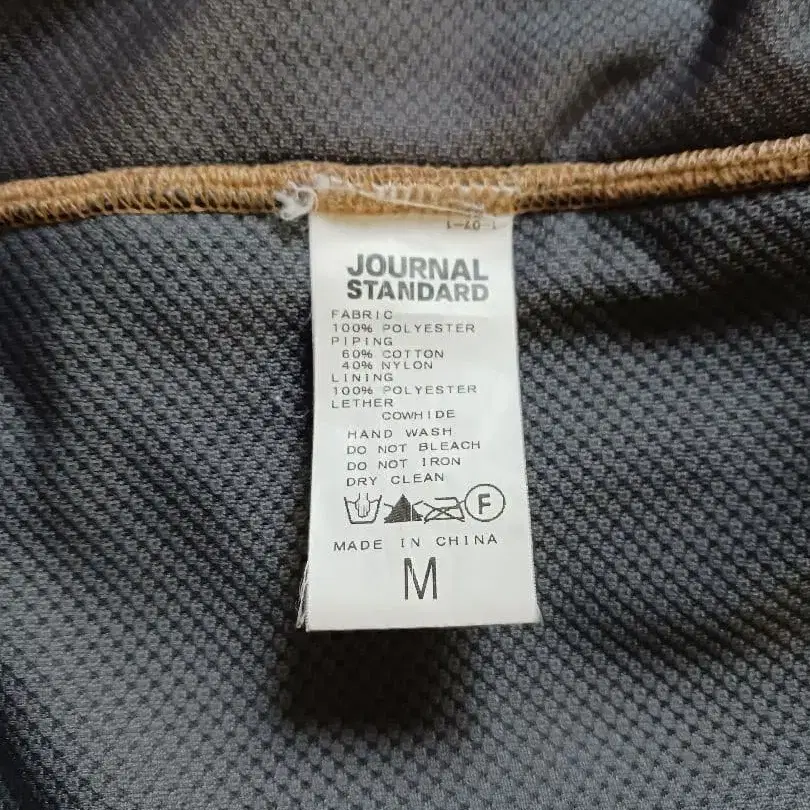 JOURNAL
STANDARD
FABRIC
100% POLYESTER
PIPING
60% COTTON
40% NYLON
LINING
100% POLYESTER
LETHER
COWHIDE
HAND WASH
DO NOT BLEACH
DO NOT IRON
DRY CLEAN
F
MADE IN CHINA
M